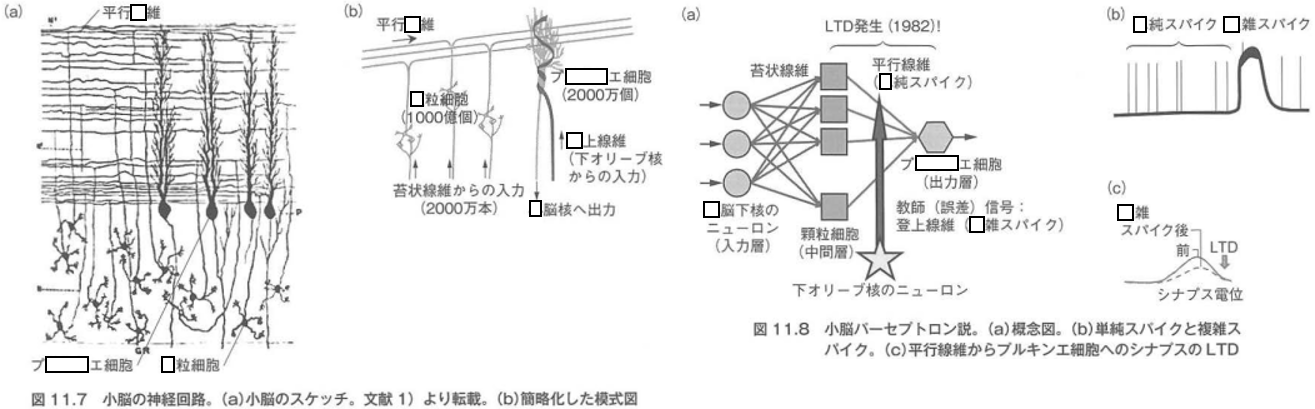 (a)
平行□維
プ□エ細胞
□粒細胞
(b)
平行□維
プ□エ細胞
(2000万個)
□粒細胞
(1000億個)
□上線維
(下オリーブ核
からの入力)
苔状線維からの入力
(2000万本)
□脳核へ出力
図 11.7 小脳の神経回路。(a)小脳のスケッチ。文献 1) より転載。(b)簡略化した模式図
(a)
LTD発生 (1982)!
苔状線維
平行線維
(□純スパイク)
プ□エ細胞
(出力層)
□脳下核の
ニューロン
(入力層)
顆粒細胞
(中間層)
教師 (誤差) 信号:
登上線維 (□雑スパイク)
下オリーブ核のニューロン
(b)
□純スパイク □雑スパイク
(c)
□雑
スパイク後
前
LTD
シナプス電位
図 11.8 小脳パーセプトロン説。(a)概念図。(b)単純スパイクと複雑ス
パイク。(c)平行線維からプルキンエ細胞へのシナプスの LTD